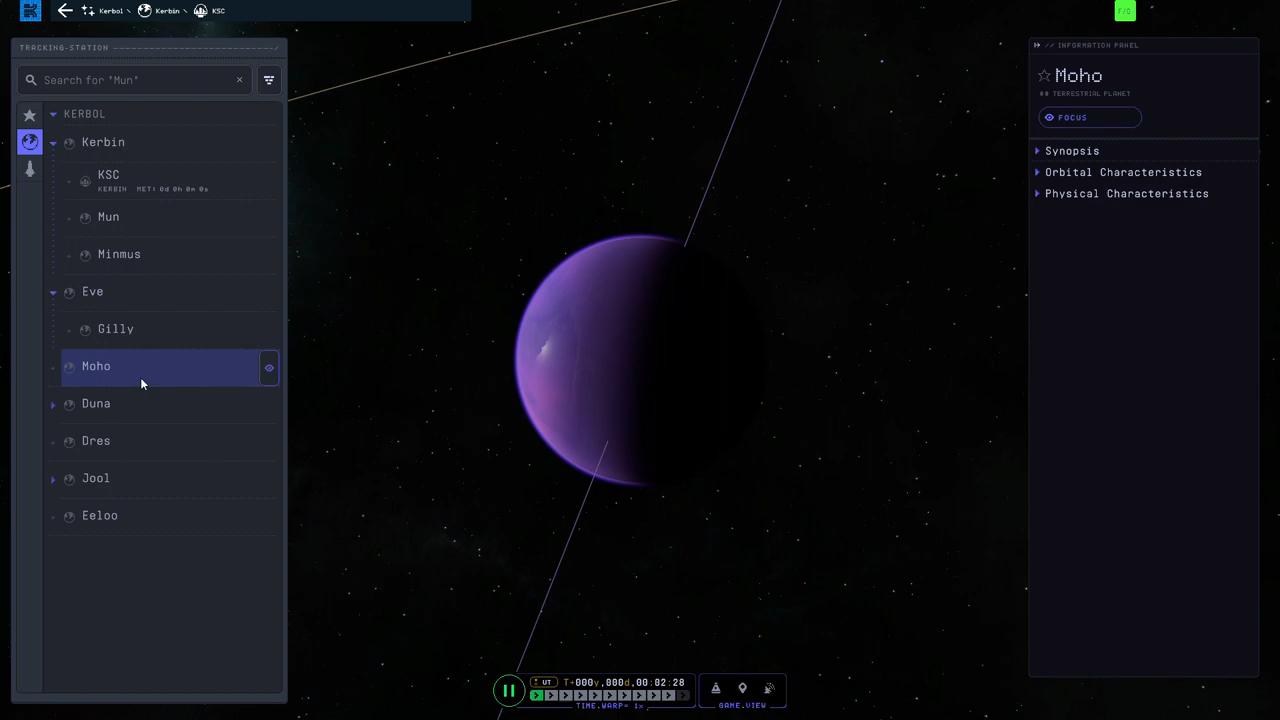 Kerbol \ Kerbin \ KSC
F/O
TRACKING-STATION
Search for "Mun"
KERBOL
Kerbin
KSC
KERBIN MET: 0d 0h 0m 0s
Mun
Minmus
Eve
Gilly
Moho
Duna
Dres
Jool
Eeloo
// INFORMATION PANEL
Moho
TERRESTRIAL PLANET
FOCUS
Synopsis
Orbital Characteristics
Physical Characteristics
UT T+000y,000d,00:02:28
TIME.WARP= 1x
GAME.VIEW